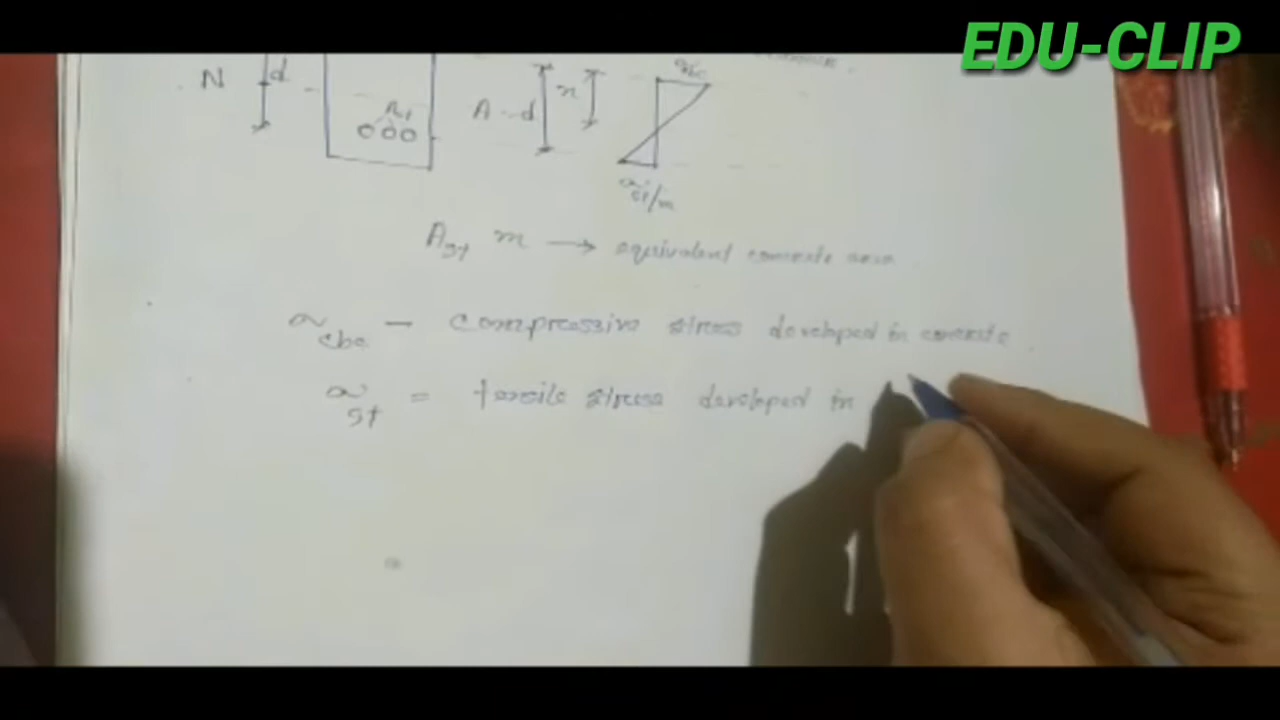 EDU-CLIP
N d
A d n
Ast m → equivalent concrete area
σcbc - compressive stress developed in concrete
σst = tensile stress developed in